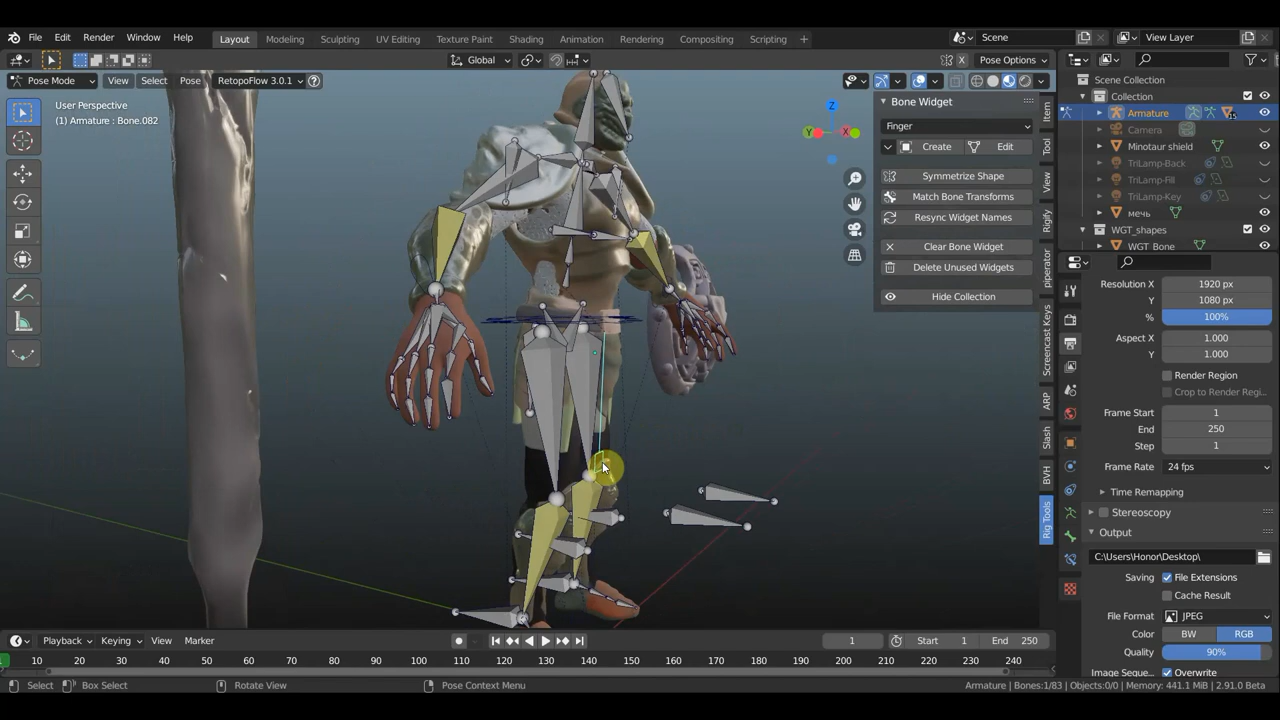 File Edit Render Window Help Layout Modeling Sculpting UV Editing Texture Paint Shading Animation Rendering Compositing Scripting + Scene View Layer
Global X Pose Options
Pose Mode View Select Pose RetopoFlow 3.0.1 ?
User Perspective
(1) Armature : Bone.082
Z
Y X
Bone Widget
Finger
Create Edit
Symmetrize Shape
Match Bone Transforms
Resync Widget Names
Clear Bone Widget
Delete Unused Widgets
Hide Collection
Item
Tool
View
Rigify
piperator
Screencast Keys
ARP
Slash
BVH
Rig Tools
Scene Collection
Collection
Armature
Camera
Minotaur shield
TriLamp-Back
TriLamp-Fill
TriLamp-Key
мечь
WGT_shapes
WGT_Bone
Resolution X 1920 px
Y 1080 px
% 100%
Aspect X 1.000
Y 1.000
Render Region
Crop to Render Regi...
Frame Start 1
End 250
Step 1
Frame Rate 24 fps
Time Remapping
Stereoscopy
Output
C:\Users\Honor\Desktop\
Saving File Extensions
Cache Result
File Format JPEG
Color BW RGB
Quality 90%
Image Seque... Overwrite
Playback Keying View Marker 1 Start 1 End 250
10 20 30 40 50 60 70 80 90 100 110 120 130 140 150 160 170 180 190 200 210 220 230 240
Select Box Select Rotate View Pose Context Menu Armature | Bones:1/83 | Objects:0/0 | Memory: 441.1 MiB | 2.91.0 Beta